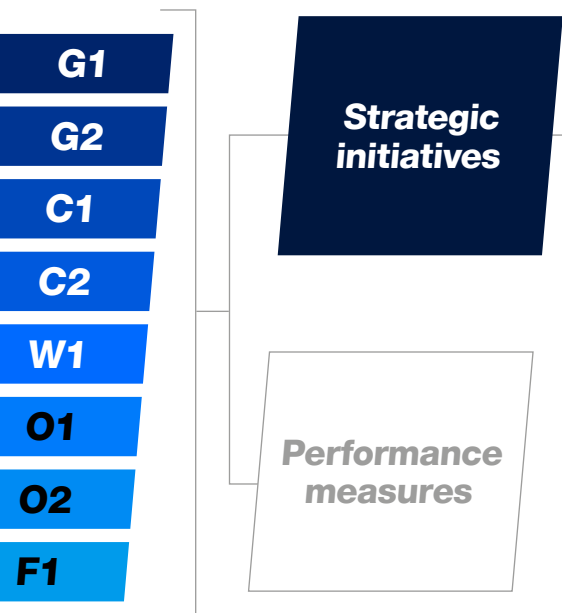 G1
G2
C1
C2
W1
O1
O2
F1
Strategic
initiatives
Performance
measures